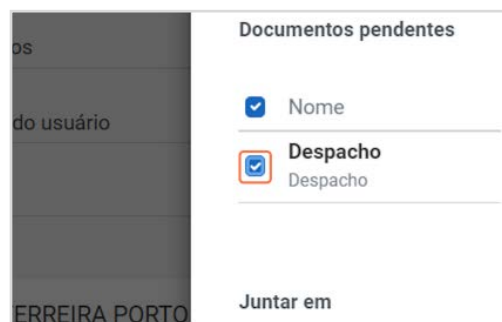 Documentos pendentes
os
Nome
do usuário
Despacho
Despacho
Juntar em
ERREIRA PORTO